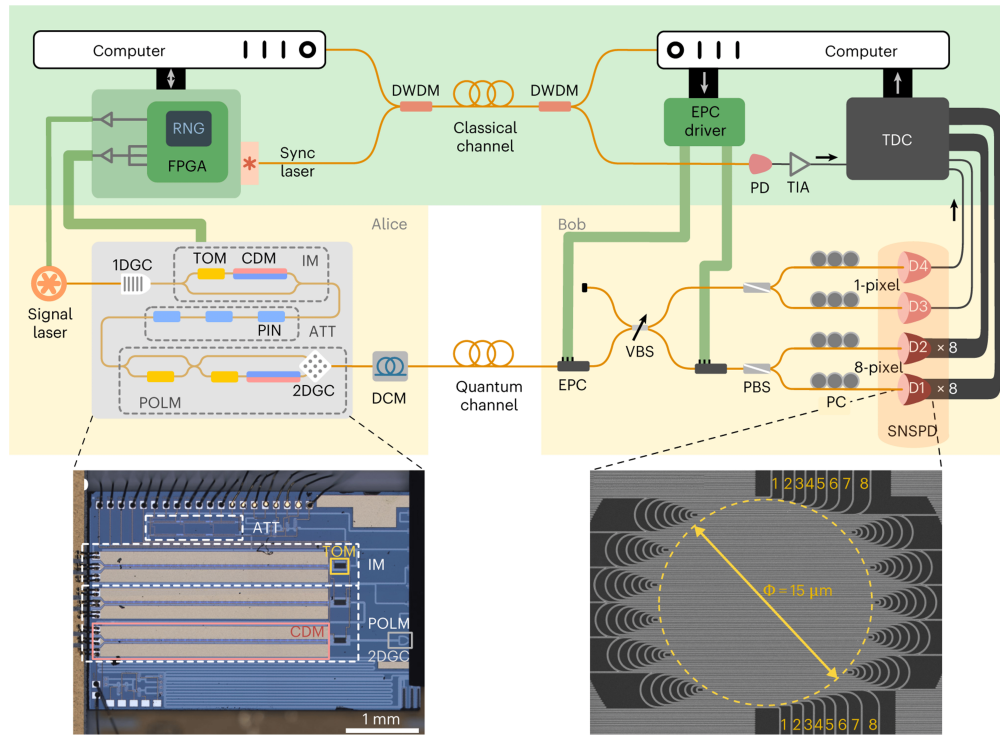 Computer
Computer
DWDM
DWDM
Classical
channel
RNG
FPGA
Sync
laser
EPC
driver
TDC
PD
TIA
Alice
Bob
Signal
laser
1DGC
TOM
CDM
IM
PIN
ATT
POLM
2DGC
DCM
Quantum
channel
EPC
VBS
PBS
PC
D4
1-pixel
D3
D2 × 8
8-pixel
D1 × 8
SNSPD
ATT
TOM
IM
POLM
CDM
2DGC
1 mm
1 2 3 4 5 6 7 8
Φ = 15 μm
1 2 3 4 5 6 7 8